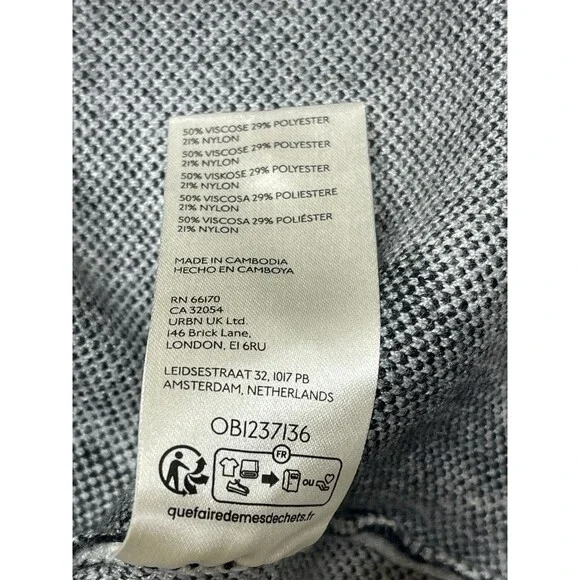 50% VISCOSE 29% POLYESTER
21% NYLON
50% VISCOSE 29% POLYESTER
21% NYLON
50% VISKOSE 29% POLYESTER
21% NYLON
50% VISCOSA 29% POLIESTERE
21% NYLON
50% VISCOSA 29% POLIÉSTER
21% NYLON
MADE IN CAMBODIA
HECHO EN CAMBOYA
RN 66170
CA 32054
URBN UK Ltd.
146 Brick Lane,
LONDON, E1 6RU
LEIDSESTRAAT 32, 1017 PB
AMSTERDAM, NETHERLANDS
OB1237136
FR
OU
quefairedemesdechets.fr